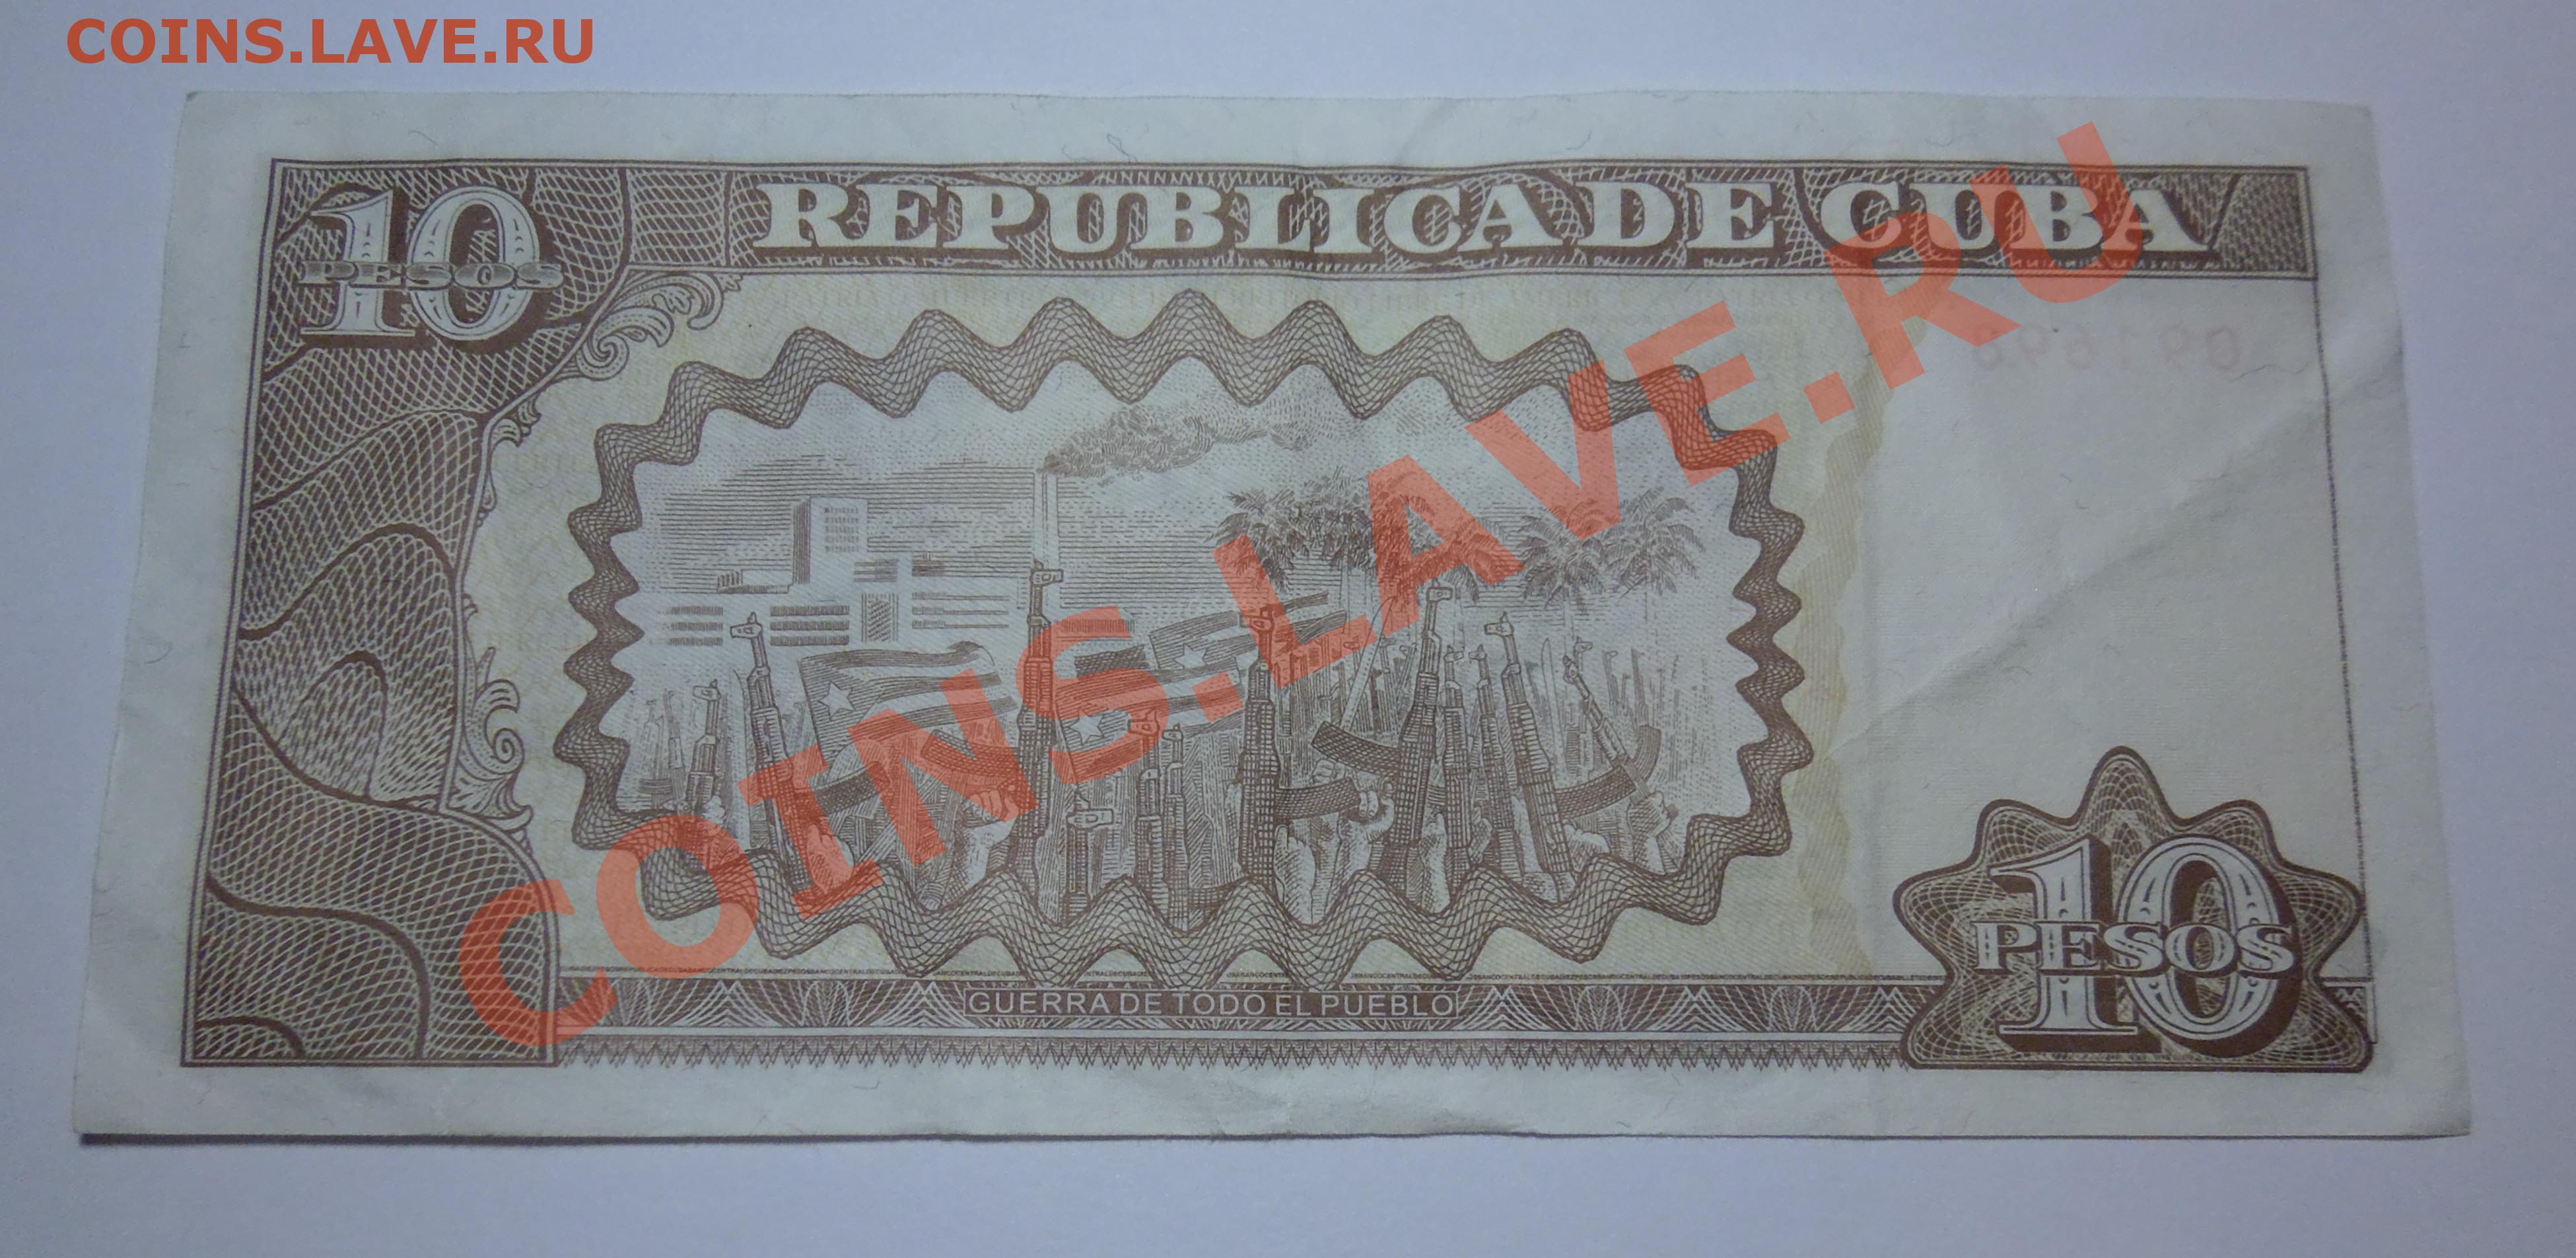 COINS.LAVE.RU
REPUBLICA DE CUBA
10
PESOS
COINS.LAVE.RU
10
PESOS
GUERRA DE TODO EL PUEBLO